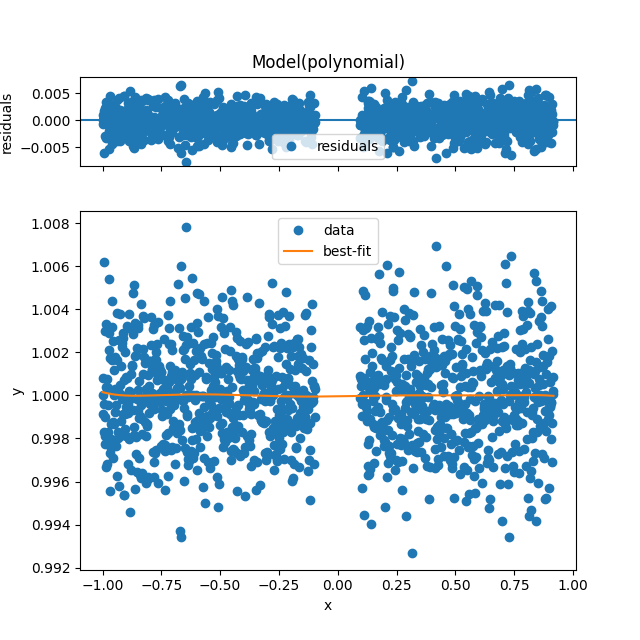 Model(polynomial)
residuals
0.005
0.000
−0.005
residuals
1.008
1.006
1.004
1.002
1.000
0.998
0.996
0.994
0.992
y
data
best-fit
−1.00 −0.75 −0.50 −0.25 0.00 0.25 0.50 0.75 1.00
x